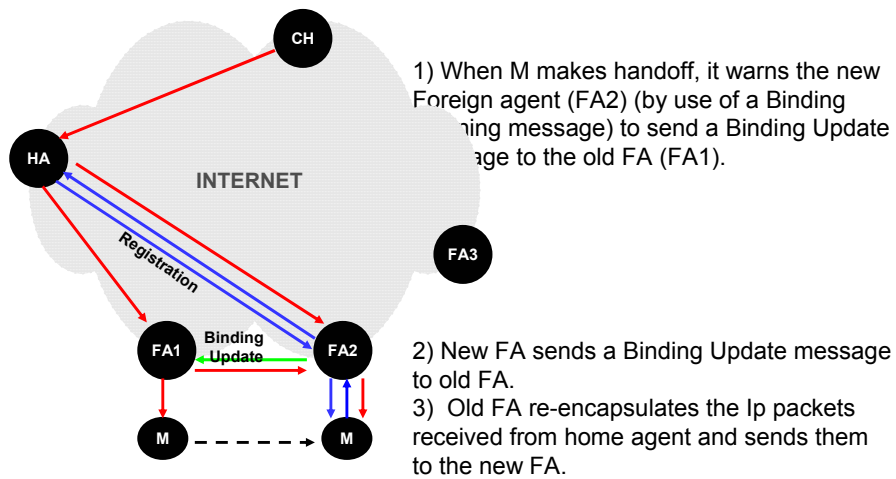 CH
1) When M makes handoff, it warns the new
Foreign agent (FA2) (by use of a Binding
message) to send a Binding Update
to the old FA (FA1).
HA
INTERNET
Registration
FA3
FA1
Binding
Update
FA2
2) New FA sends a Binding Update message
to old FA.
3) Old FA re-encapsulates the Ip packets
received from home agent and sends them
to the new FA.
M
M